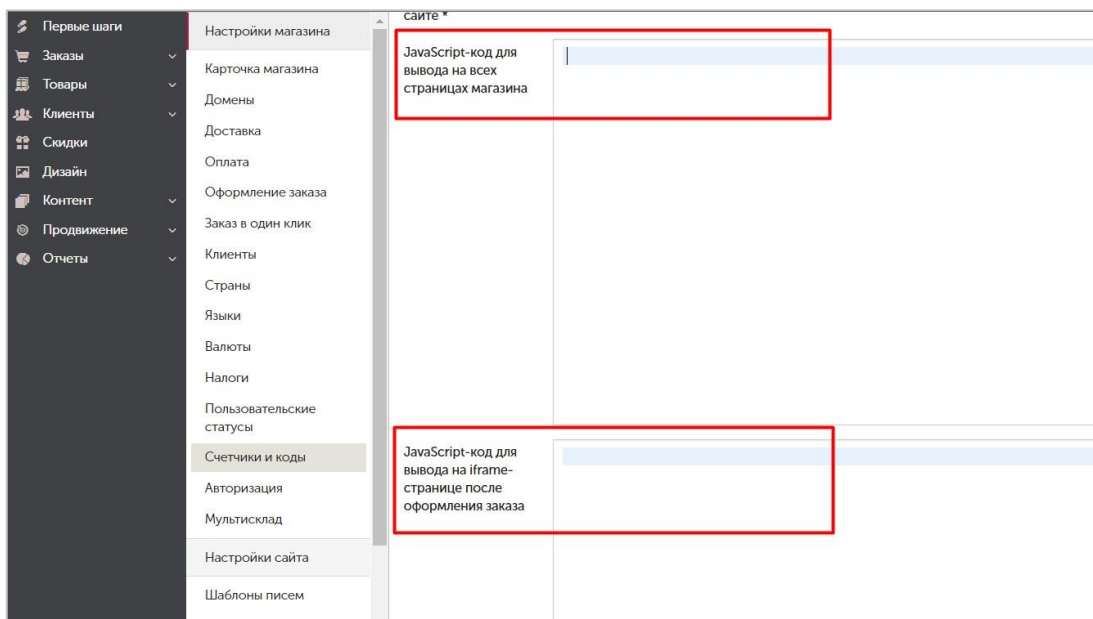 Первые шаги
Заказы
Товары
Клиенты
Скидки
Дизайн
Контент
Продвижение
Отчеты
Настройки магазина
Карточка магазина
Домены
Доставка
Оплата
Оформление заказа
Заказ в один клик
Клиенты
Страны
Языки
Валюты
Налоги
Пользовательские
статусы
Счетчики и коды
Авторизация
Мультисклад
Настройки сайта
Шаблоны писем
сайте *
JavaScript-код для
вывода на всех
страницах магазина
JavaScript-код для
вывода на iframe-
странице после
оформления заказа